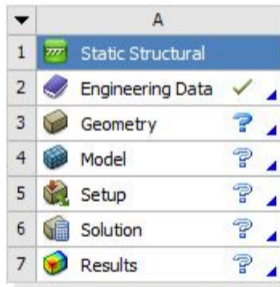 A
1 Static Structural
2 Engineering Data
3 Geometry ?
4 Model ?
5 Setup ?
6 Solution ?
7 Results ?